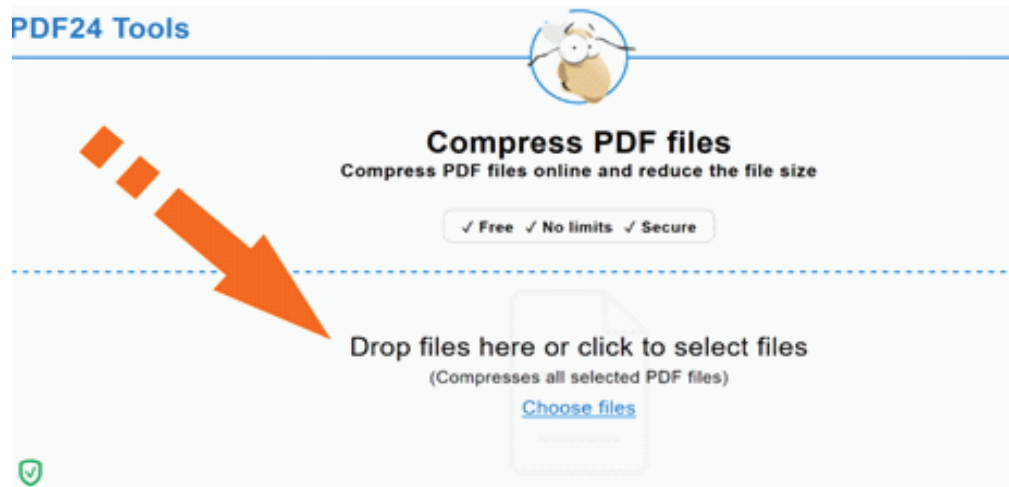 PDF24 Tools
Compress PDF files
Compress PDF files online and reduce the file size
✓ Free ✓ No limits ✓ Secure
Drop files here or click to select files
(Compresses all selected PDF files)
Choose files